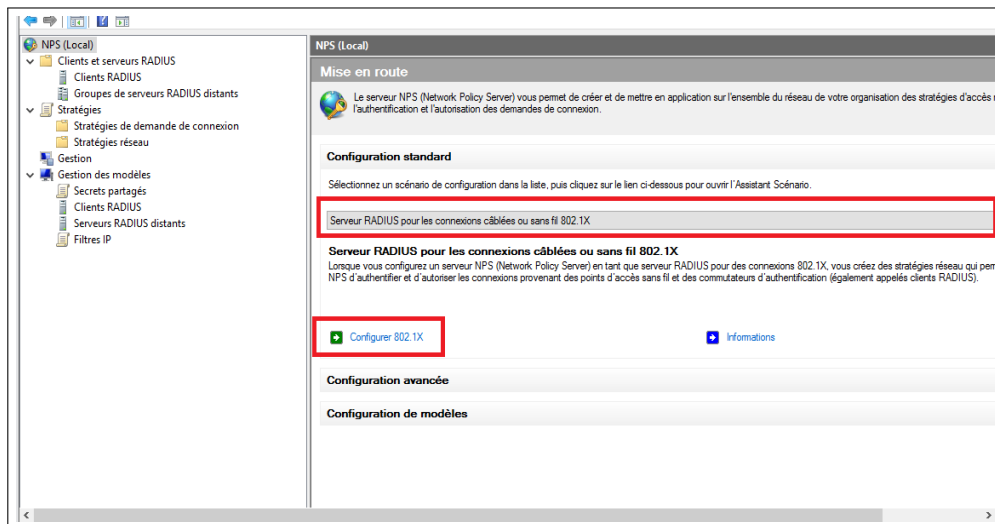 NPS (Local)
Clients et serveurs RADIUS
Clients RADIUS
Groupes de serveurs RADIUS distants
Stratégies
Stratégies de demande de connexion
Stratégies réseau
Gestion
Gestion des modèles
Secrets partagés
Clients RADIUS
Serveurs RADIUS distants
Filtres IP
NPS (Local)
Mise en route
Le serveur NPS (Network Policy Server) vous permet de créer et de mettre en application sur l'ensemble du réseau de votre organisation des stratégies d'accès
l'authentification et l'autorisation des demandes de connexion.
Configuration standard
Sélectionnez un scénario de configuration dans la liste, puis cliquez sur le lien ci-dessous pour ouvrir l'Assistant Scénario.
Serveur RADIUS pour les connexions câblées ou sans fil 802.1X
Serveur RADIUS pour les connexions câblées ou sans fil 802.1X
Lorsque vous configurez un serveur NPS (Network Policy Server) en tant que serveur RADIUS pour des connexions 802.1X, vous créez des stratégies réseau qui
NPS d'authentifier et d'autoriser les connexions provenant des points d'accès sans fil et des commutateurs d'authentification (également appelés clients RADIUS).
Configurer 802.1X
Informations
Configuration avancée
Configuration de modèles